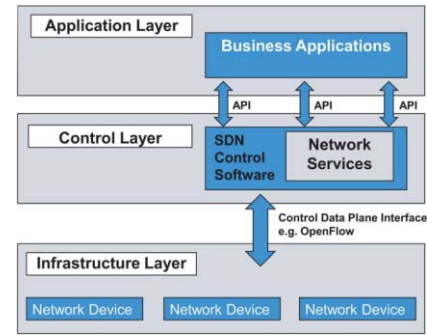 Application Layer
Business Applications
API API API
Control Layer
SDN
Control
Software
Network
Services
Control Data Plane Interface
e.g. OpenFlow
Infrastructure Layer
Network Device Network Device Network Device